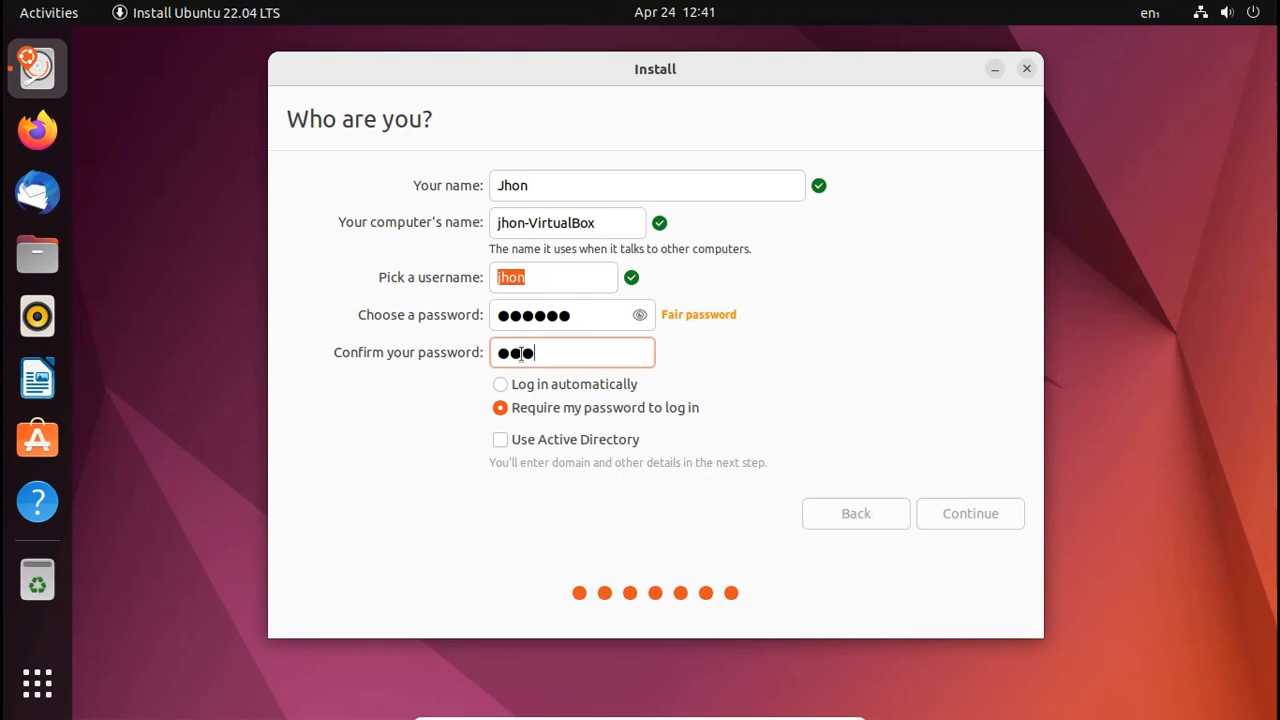 Activities Install Ubuntu 22.04 LTS Apr 24 12:41 en₁
Install
Who are you?
Your name: Jhon
Your computer's name: jhon-VirtualBox
The name it uses when it talks to other computers.
Pick a username: jhon
Choose a password: ●●●●●● Fair password
Confirm your password: ●●●
Log in automatically
Require my password to log in
Use Active Directory
You'll enter domain and other details in the next step.
Back Continue